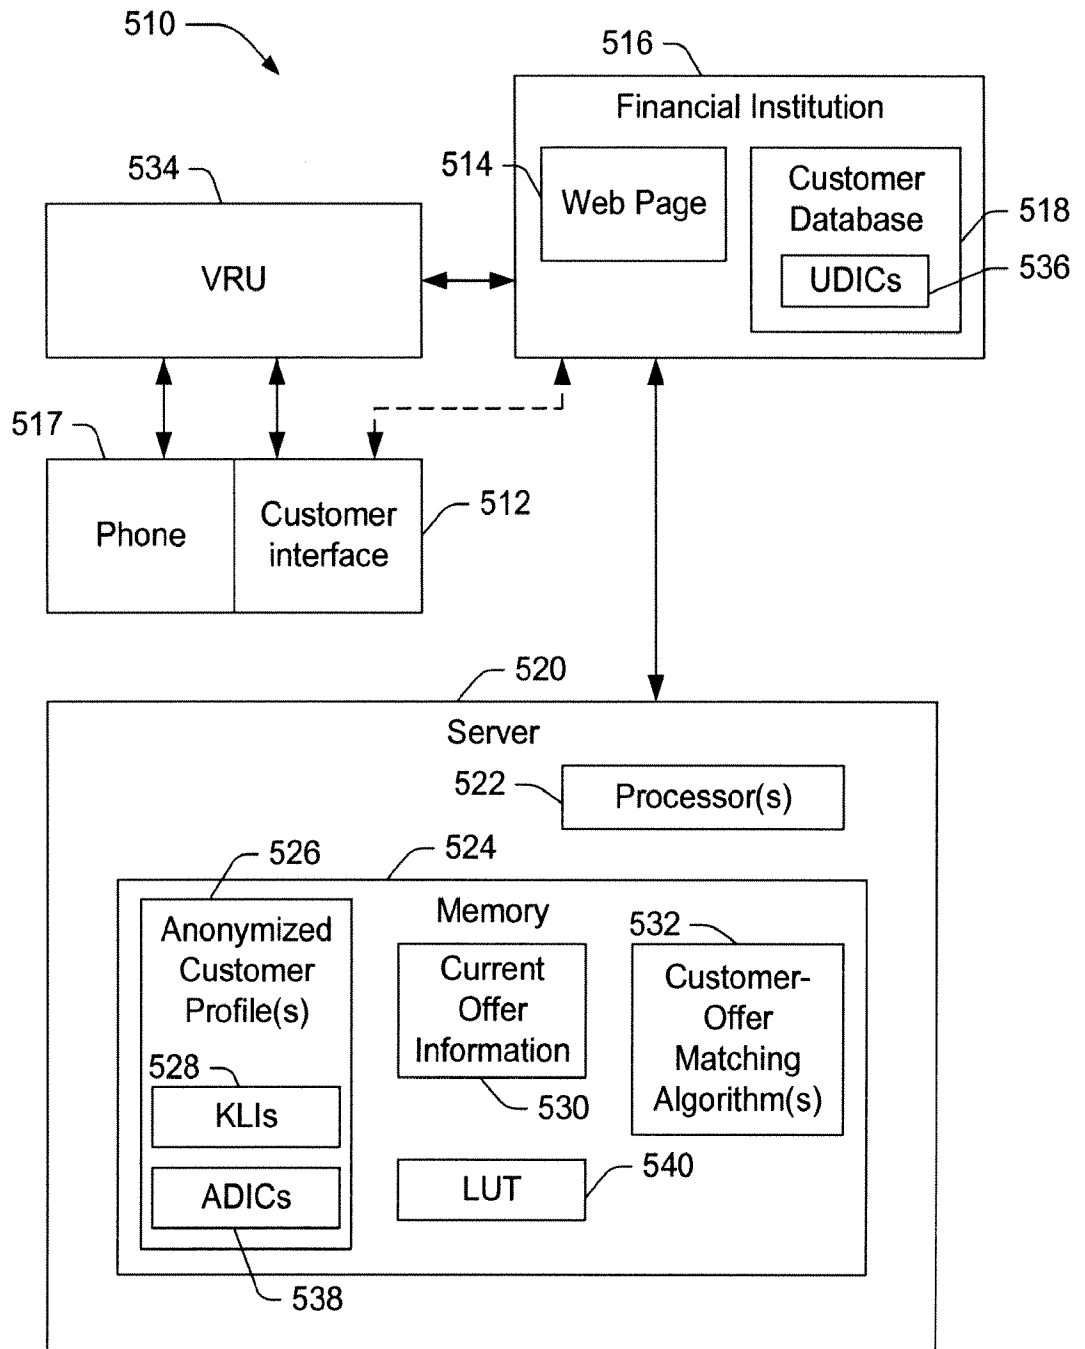 510
516
Financial Institution
534
514
Web Page
Customer
Database
518
VRU
UDICs
536
517
Phone
Customer
interface
512
520
Server
522
Processor(s)
526
524
Anonymized
Customer
Profile(s)
Memory
532
Current
Offer
Information
Customer-
Offer
Matching
Algorithm(s)
528
KLIs
530
ADICs
LUT
540
538